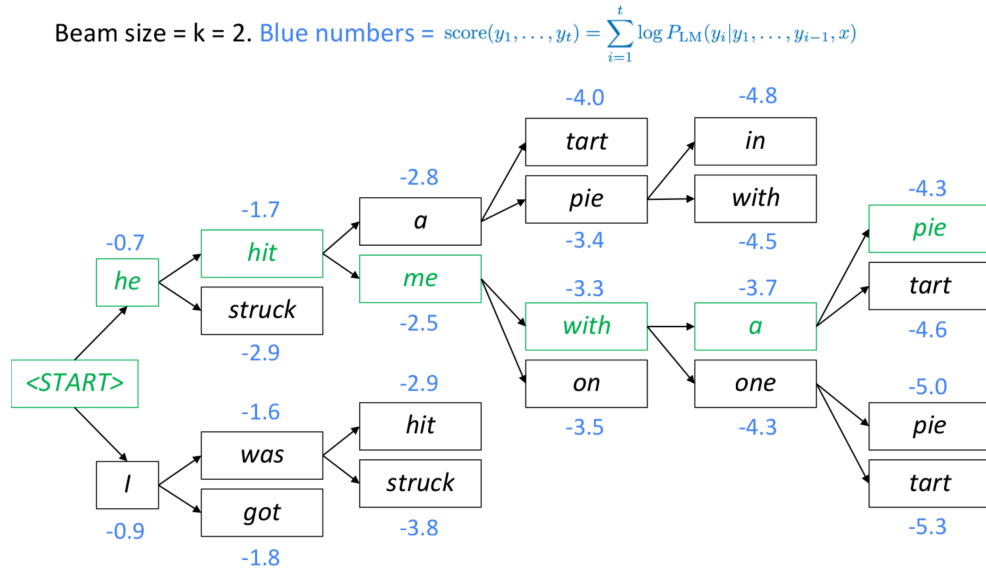 Beam size = k = 2. Blue numbers = score(y₁, …, yₜ) = ∑ᵢ₌₁ᵗ log P_LM(yᵢ|y₁, …, yᵢ₋₁, x)
-4.0 -4.8
tart in
-2.8 -4.3
a pie with pie
-1.7
-0.7 hit -3.4 -4.5
he me -3.3 -3.7 tart
struck -2.5 with a -4.6
-2.9 -2.9 on one -5.0
<START>
-1.6 hit -3.5 -4.3 pie
was
I struck tart
got
-0.9 -3.8 -5.3
-1.8